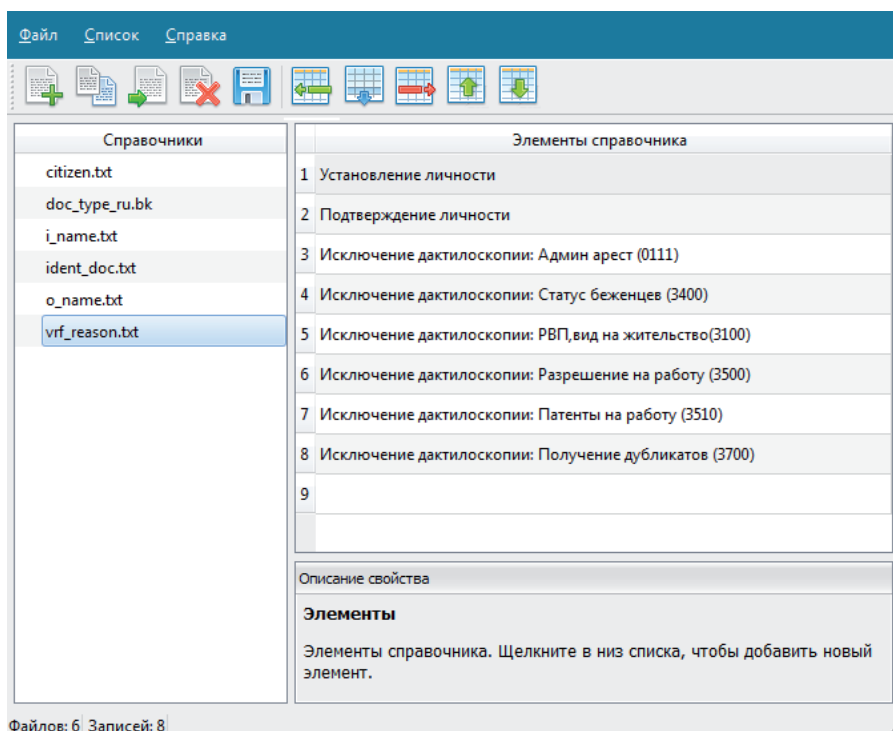 Файл Список Справка
Справочники
citizen.txt
doc_type_ru.bk
i_name.txt
ident_doc.txt
o_name.txt
vrf_reason.txt
Элементы справочника
1 Установление личности
2 Подтверждение личности
3 Исключение дактилоскопии: Админ арест (0111)
4 Исключение дактилоскопии: Статус беженцев (3400)
5 Исключение дактилоскопии: РВП,вид на жительство(3100)
6 Исключение дактилоскопии: Разрешение на работу (3500)
7 Исключение дактилоскопии: Патенты на работу (3510)
8 Исключение дактилоскопии: Получение дубликатов (3700)
9
Описание свойства
Элементы
Элементы справочника. Щелкните в низ списка, чтобы добавить новый
элемент.
Файлов: 6 Записей: 8